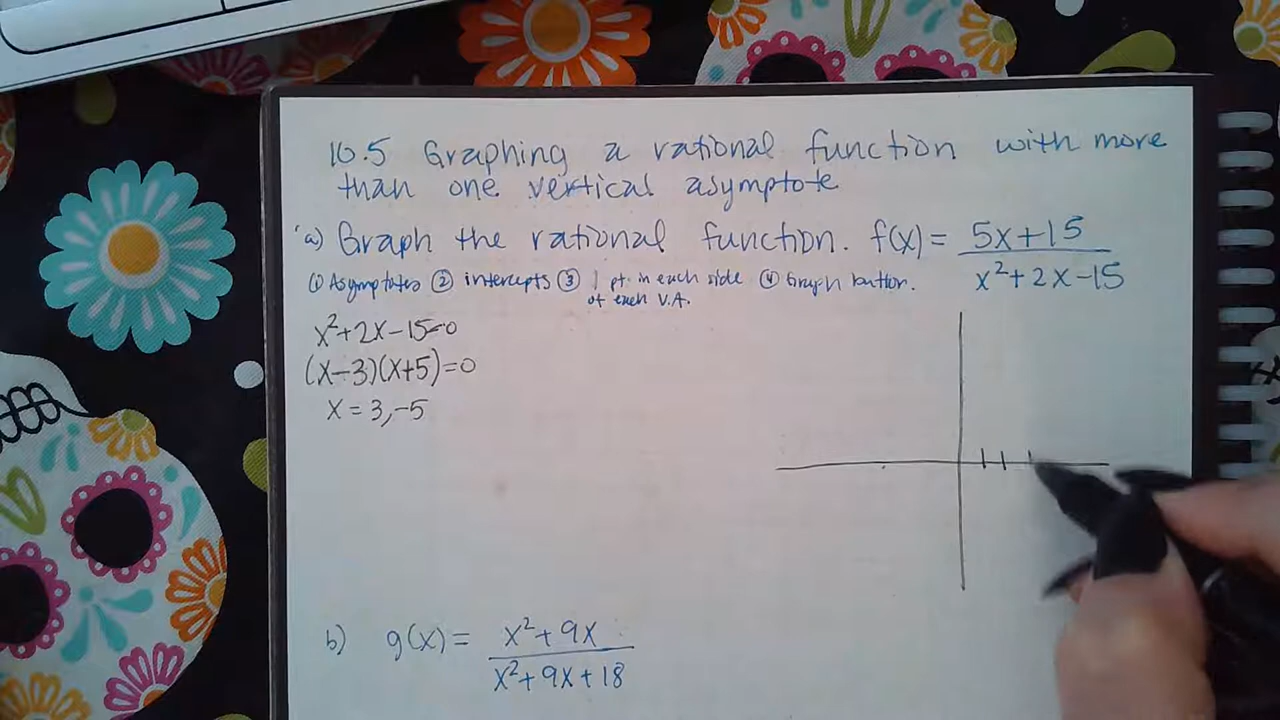 10.5 Graphing a rational function with more
than one vertical asymptote
a) Graph the rational function. f(x) = 5x+15 / x²+2x-15
① Asymptotes ② intercepts ③ 1 pt. in each side ④ Graph button.
of each V.A.
x²+2x-15=0
(x-3)(x+5)=0
x = 3,-5
b) g(x) = x²+9x / x²+9x+18